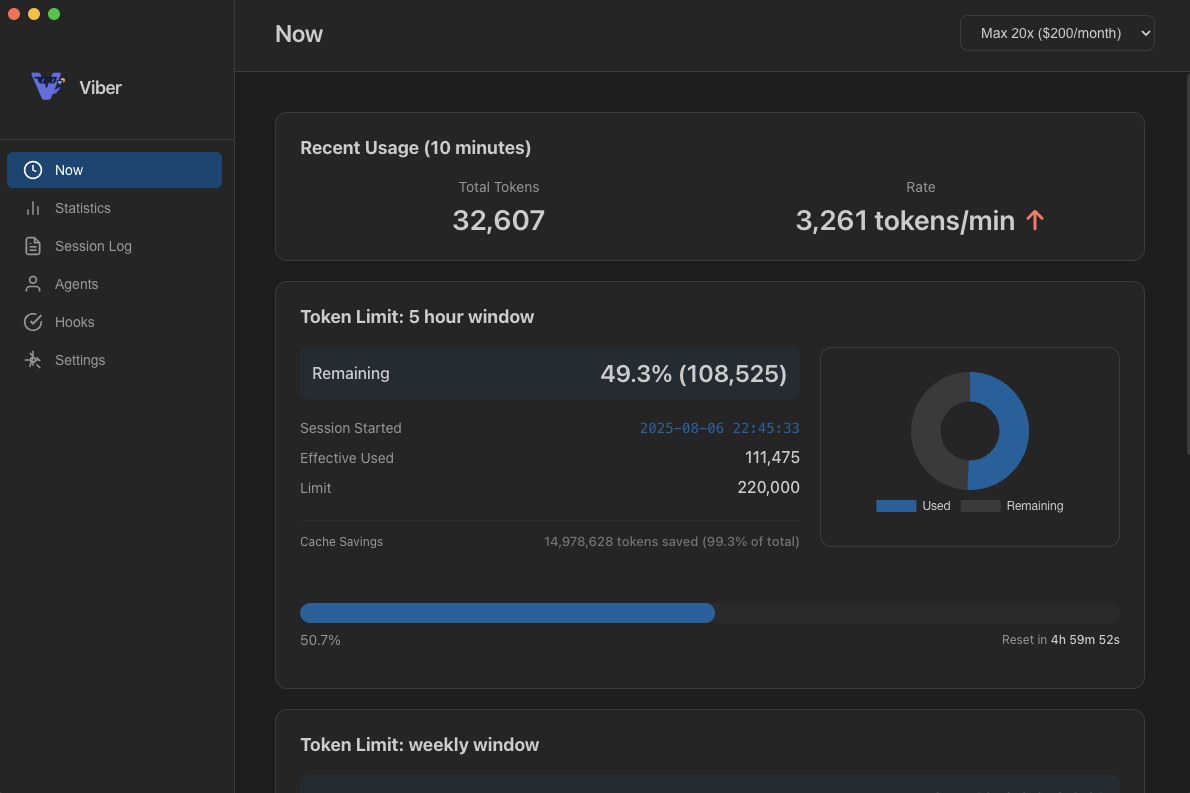 Viber
Now
Statistics
Session Log
Agents
Hooks
Settings
Now
Max 20x ($200/month)
Recent Usage (10 minutes)
Total Tokens
32,607
Rate
3,261 tokens/min
Token Limit: 5 hour window
Remaining 49.3% (108,525)
Session Started 2025-08-06 22:45:33
Effective Used 111,475
Limit 220,000
Cache Savings 14,978,628 tokens saved (99.3% of total)
Used Remaining
50.7%
Reset in 4h 59m 52s
Token Limit: weekly window